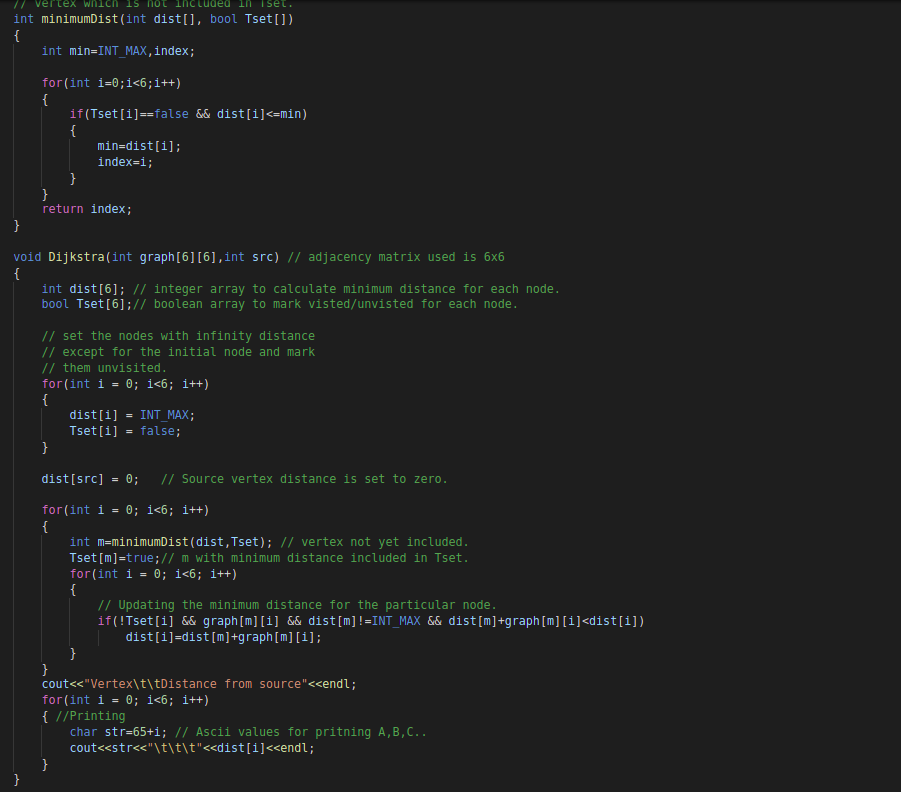 // vertex which is not included in Tset.
int minimumDist(int dist[], bool Tset[])
{
    int min=INT_MAX,index;

    for(int i=0;i<6;i++)
    {
        if(Tset[i]==false && dist[i]<=min)
        {
            min=dist[i];
            index=i;
        }
    }
    return index;
}

void Dijkstra(int graph[6][6],int src) // adjacency matrix used is 6x6
{
    int dist[6]; // integer array to calculate minimum distance for each node.
    bool Tset[6];// boolean array to mark visted/unvisted for each node.

    // set the nodes with infinity distance
    // except for the initial node and mark
    // them unvisited.
    for(int i = 0; i<6; i++)
    {
        dist[i] = INT_MAX;
        Tset[i] = false;
    }

    dist[src] = 0;   // Source vertex distance is set to zero.

    for(int i = 0; i<6; i++)
    {
        int m=minimumDist(dist,Tset); // vertex not yet included.
        Tset[m]=true;// m with minimum distance included in Tset.
        for(int i = 0; i<6; i++)
        {
            // Updating the minimum distance for the particular node.
            if(!Tset[i] && graph[m][i] && dist[m]!=INT_MAX && dist[m]+graph[m][i]<dist[i])
                dist[i]=dist[m]+graph[m][i];
        }
    }
    cout<<"Vertex\t\tDistance from source"<<endl;
    for(int i = 0; i<6; i++)
    { //Printing
        char str=65+i; // Ascii values for pritning A,B,C..
        cout<<str<<"\t\t\t"<<dist[i]<<endl;
    }
}